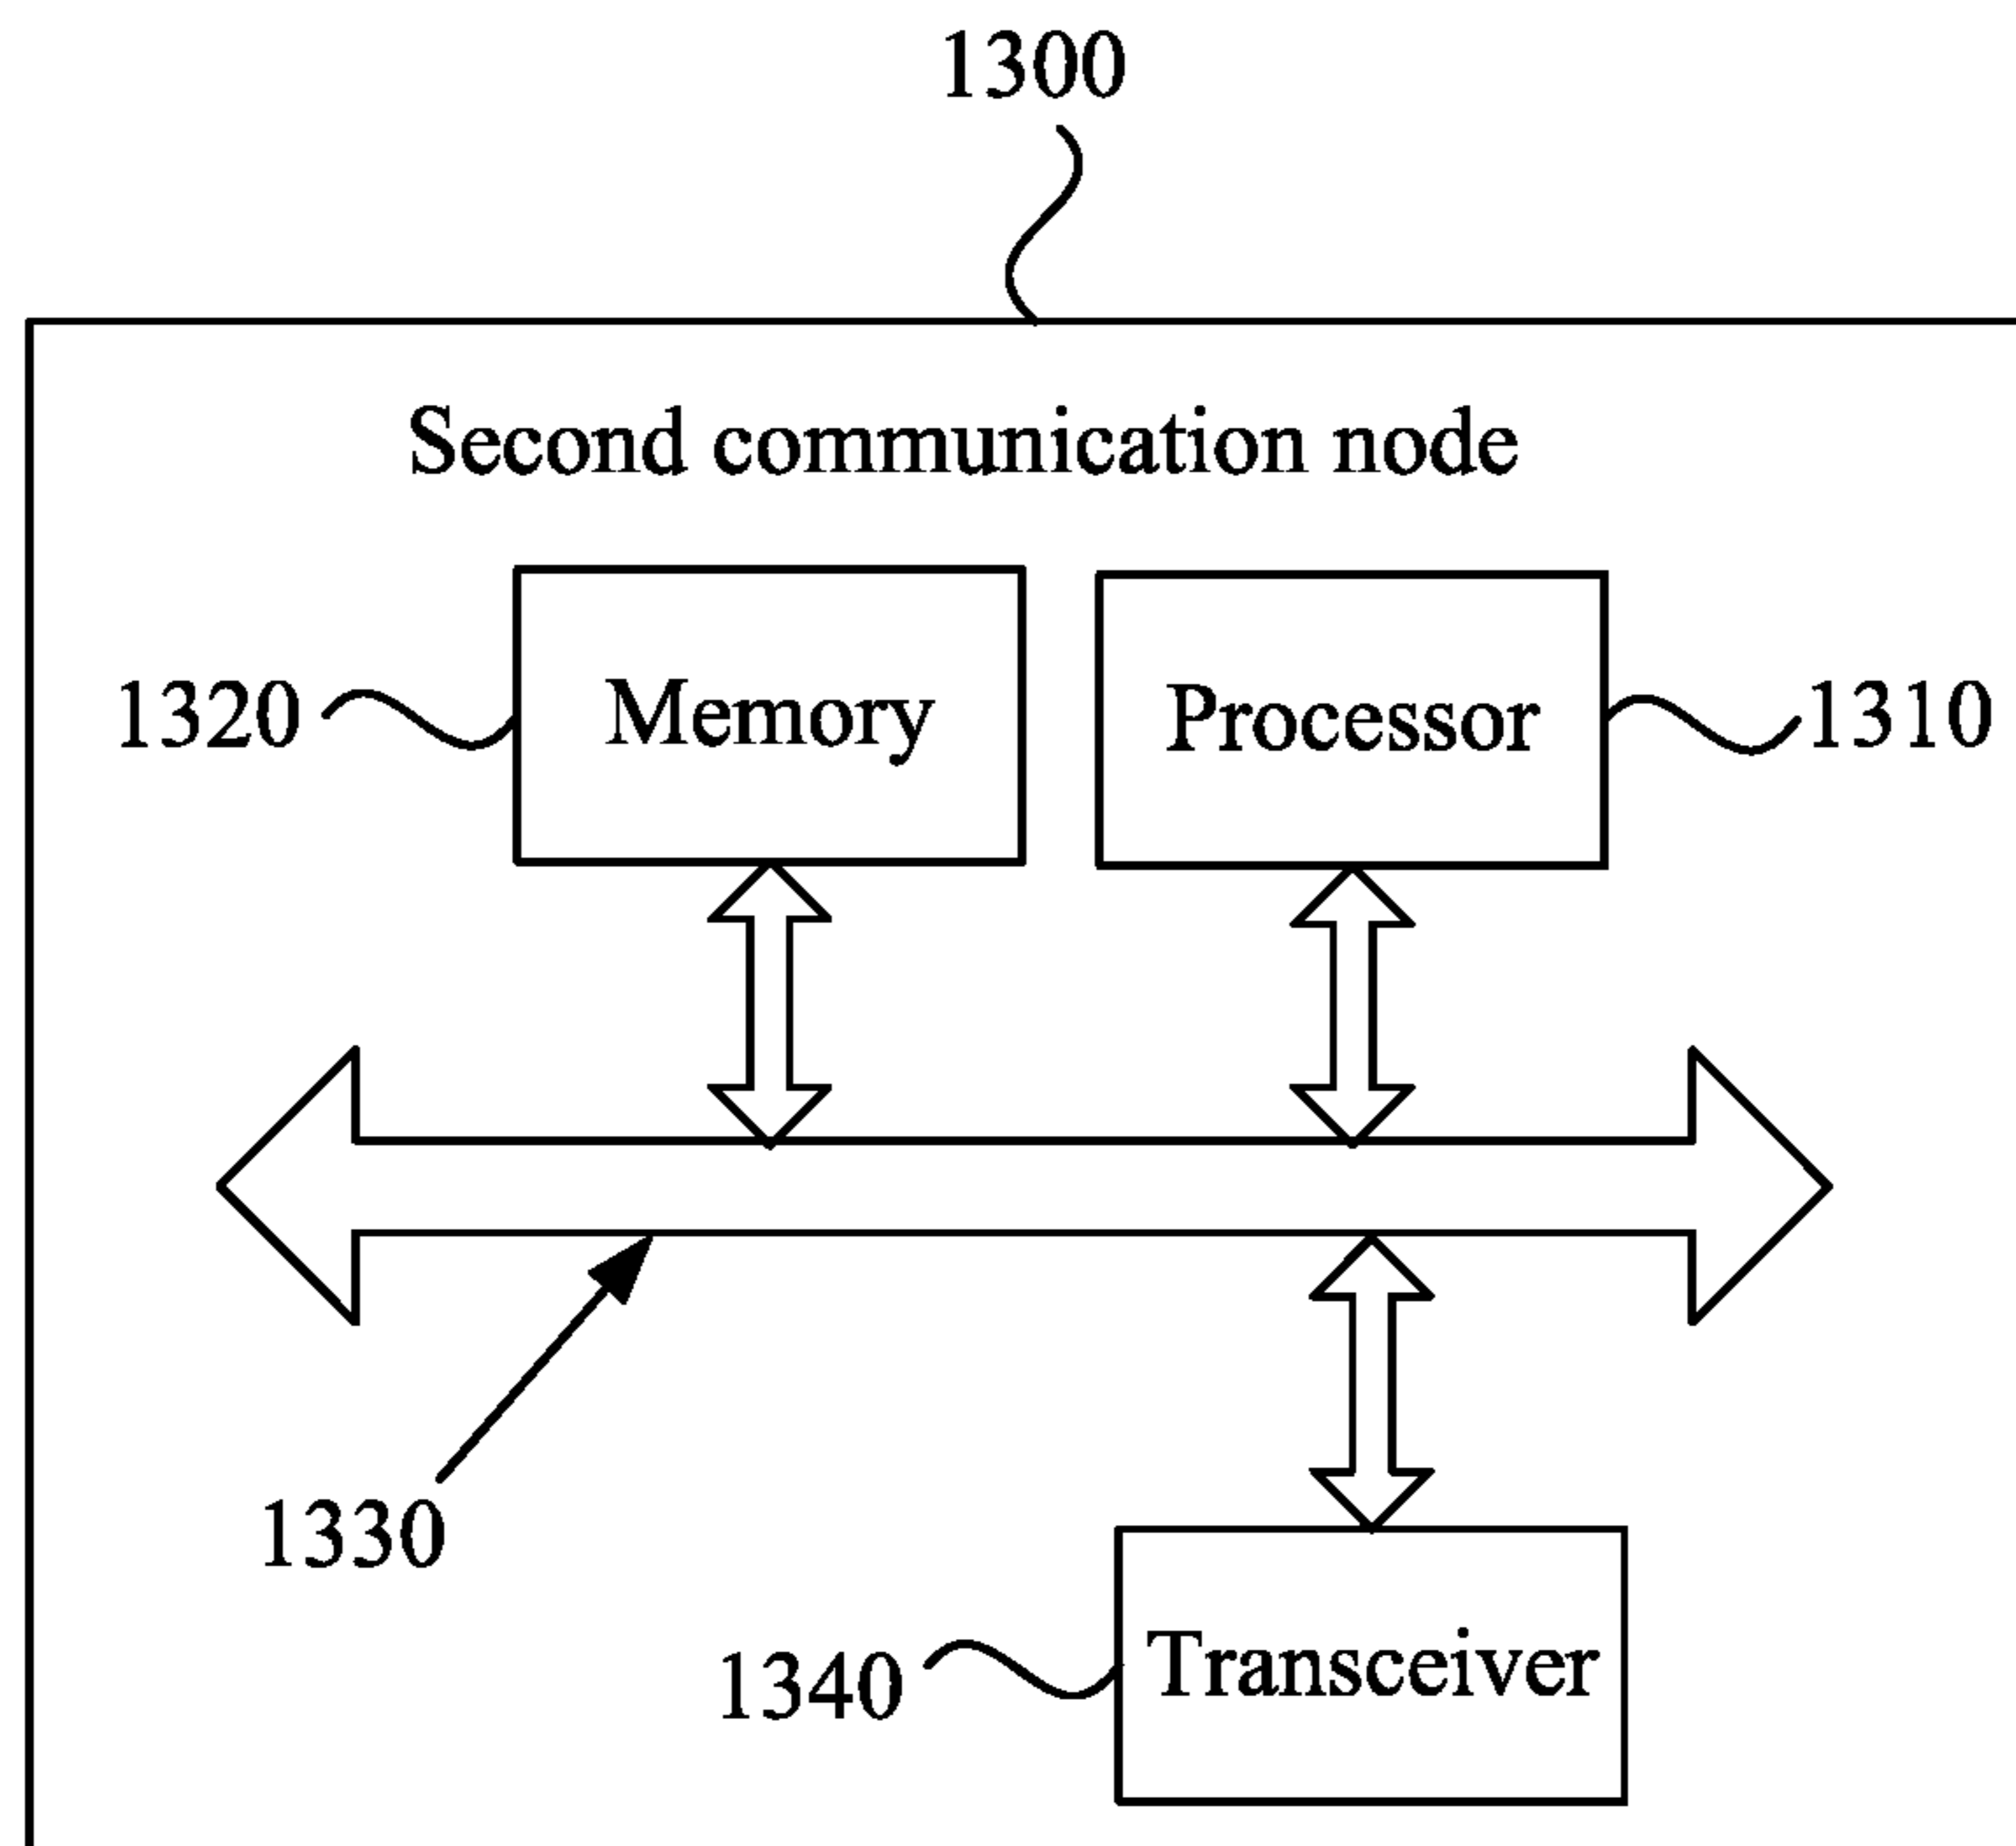 1300
Second communication node
1320
Memory
Processor
1310
1330
1340
Transceiver